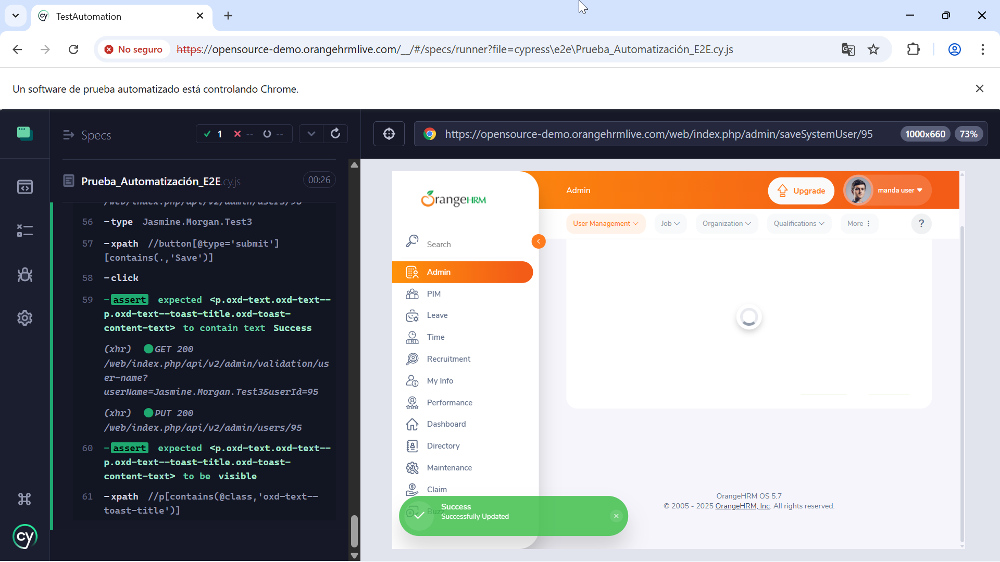 TestAutomation
No seguro
https://opensource-demo.orangehrmlive.com/__/#/specs/runner?file=cypress\e2e\Prueba_Automatización_E2E.cy.js
Un software de prueba automatizado está controlando Chrome.
Specs
1
--
--
https://opensource-demo.orangehrmlive.com/web/index.php/admin/saveSystemUser/95
1000x660
73%
Prueba_Automatización_E2E.cy.js
00:26
56 -type Jasmine.Morgan.Test3
57 -xpath //button[@type='submit']
[contains(.,'Save')]
58 -click
59 -assert expected <p.oxd-text.oxd-text--
p.oxd-text--toast-title.oxd-toast-
content-text> to contain text Success
(xhr) GET 200
/web/index.php/api/v2/admin/validation/us
er-name?
userName=Jasmine.Morgan.Test3&userId=95
(xhr) PUT 200
/web/index.php/api/v2/admin/users/95
60 -assert expected <p.oxd-text.oxd-text--
p.oxd-text--toast-title.oxd-toast-
content-text> to be visible
61 -xpath //p[contains(@class,'oxd-text--
toast-title')]
cy
OrangeHRM
Search
Admin
PIM
Leave
Time
Recruitment
My Info
Performance
Dashboard
Directory
Maintenance
Claim
Buzz
Success
Successfully Updated
Admin
Upgrade
manda user
User Management
Job
Organization
Qualifications
More
?
OrangeHRM OS 5.7
© 2005 - 2025 OrangeHRM, Inc. All rights reserved.